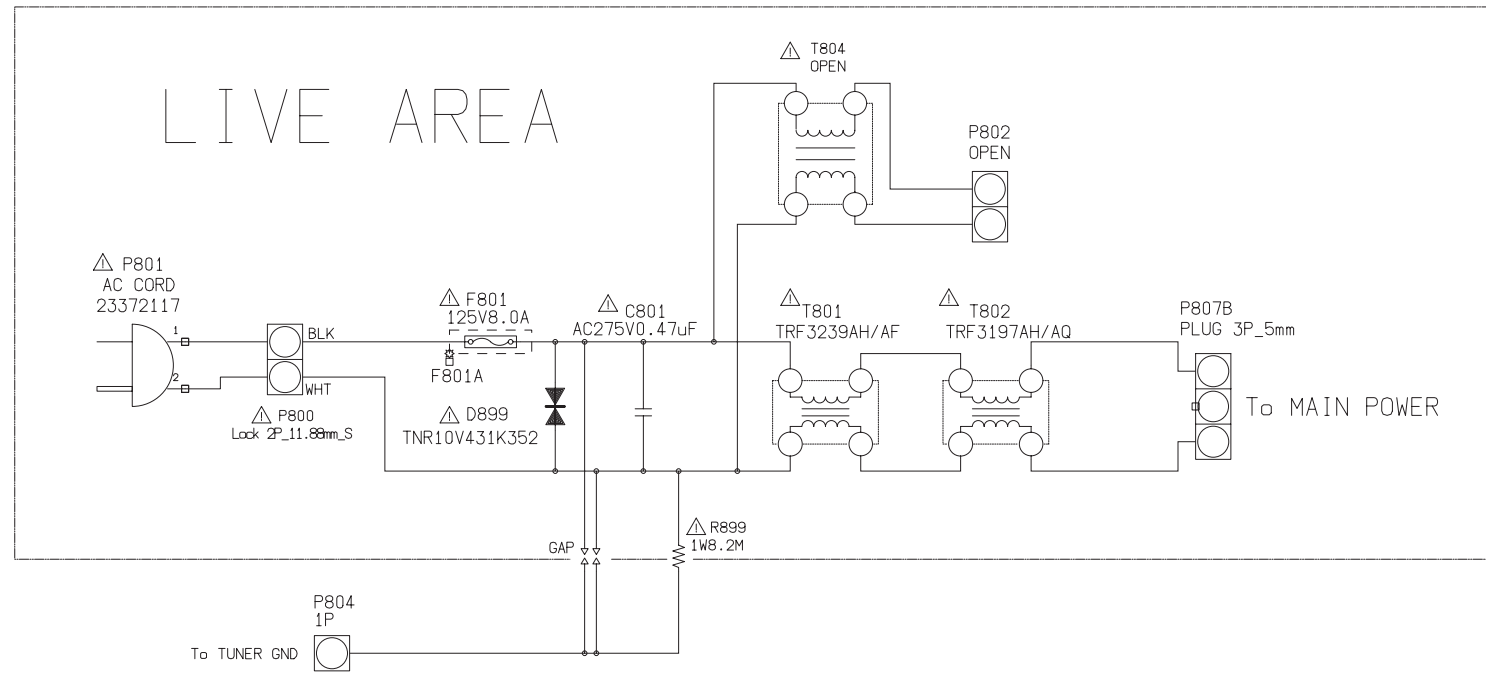 T804
OPEN
LIVE AREA
P802
OPEN
P801
AC CORD
23372117
F801
125V8.0A
C801
AC275V0.47uF
T801
TRF3239AH/AF
T802
TRF3197AH/AQ
P807B
PLUG 3P_5mm
1
BLK
F801A
2
WHT
P800
Lock 2P_11.88mm_S
D899
TNR10V431K352
To MAIN POWER
R899
1W8.2M
GAP
P804
1P
To TUNER GND